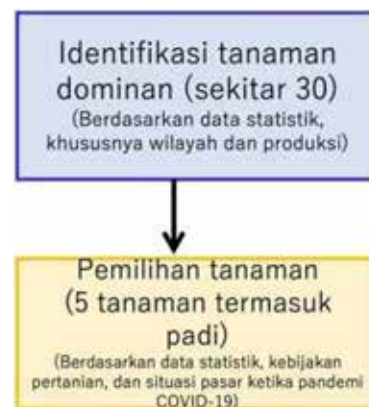 Identifikasi tanaman
dominan (sekitar 30)
(Berdasarkan data statistik,
khususnya wilayah dan produksi)
Pemilihan tanaman
(5 tanaman termasuk
padi)
(Berdasarkan data statistik, kebijakan
pertanian, dan situasi pasar ketika pandemi
COVID-19)